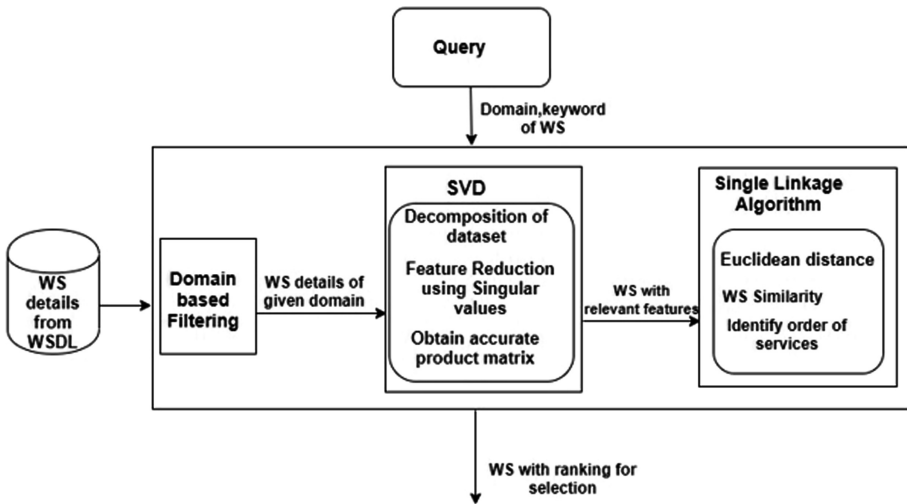 Query
Domain,keyword
of WS
WS
details
from
WSDL
Domain
based
Filtering
WS details of
given domain
SVD
Decomposition of
dataset
Feature Reduction
using Singular
values
Obtain accurate
product matrix
WS with
relevant features
Single Linkage
Algorithm
Euclidean distance
WS Similarity
Identify order of
services
WS with ranking for
selection